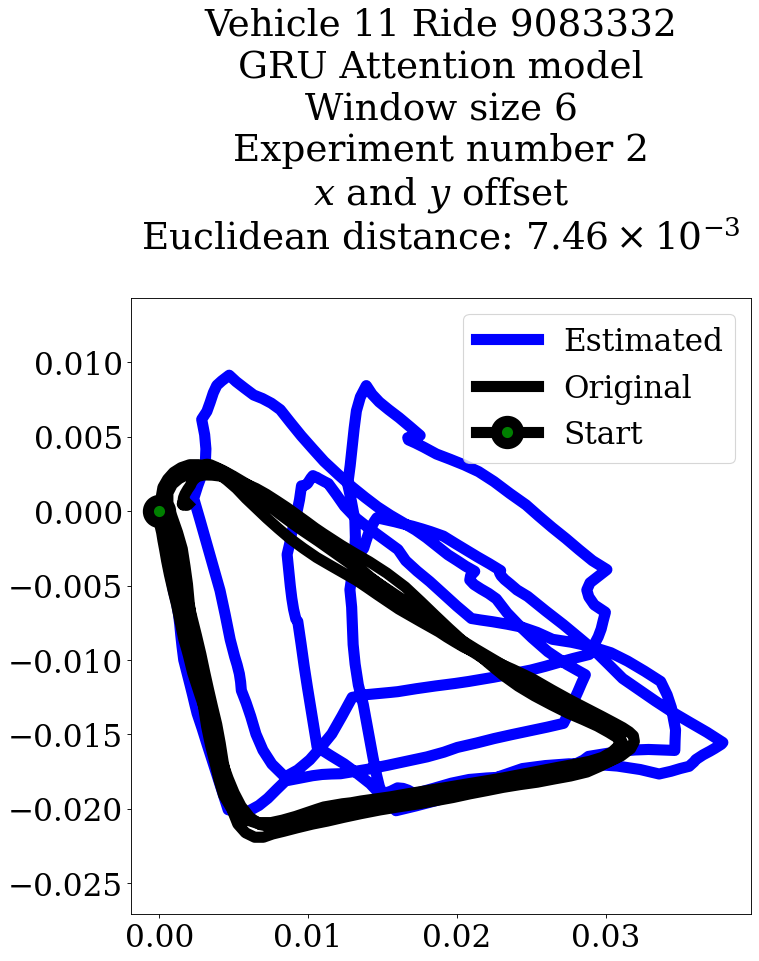 Vehicle 11 Ride 9083332
GRU Attention model
Window size 6
Experiment number 2
x and y offset
Euclidean distance: 7.46 × 10⁻³
Estimated
Original
Start
0.010
0.005
0.000
−0.005
−0.010
−0.015
−0.020
−0.025
0.00 0.01 0.02 0.03